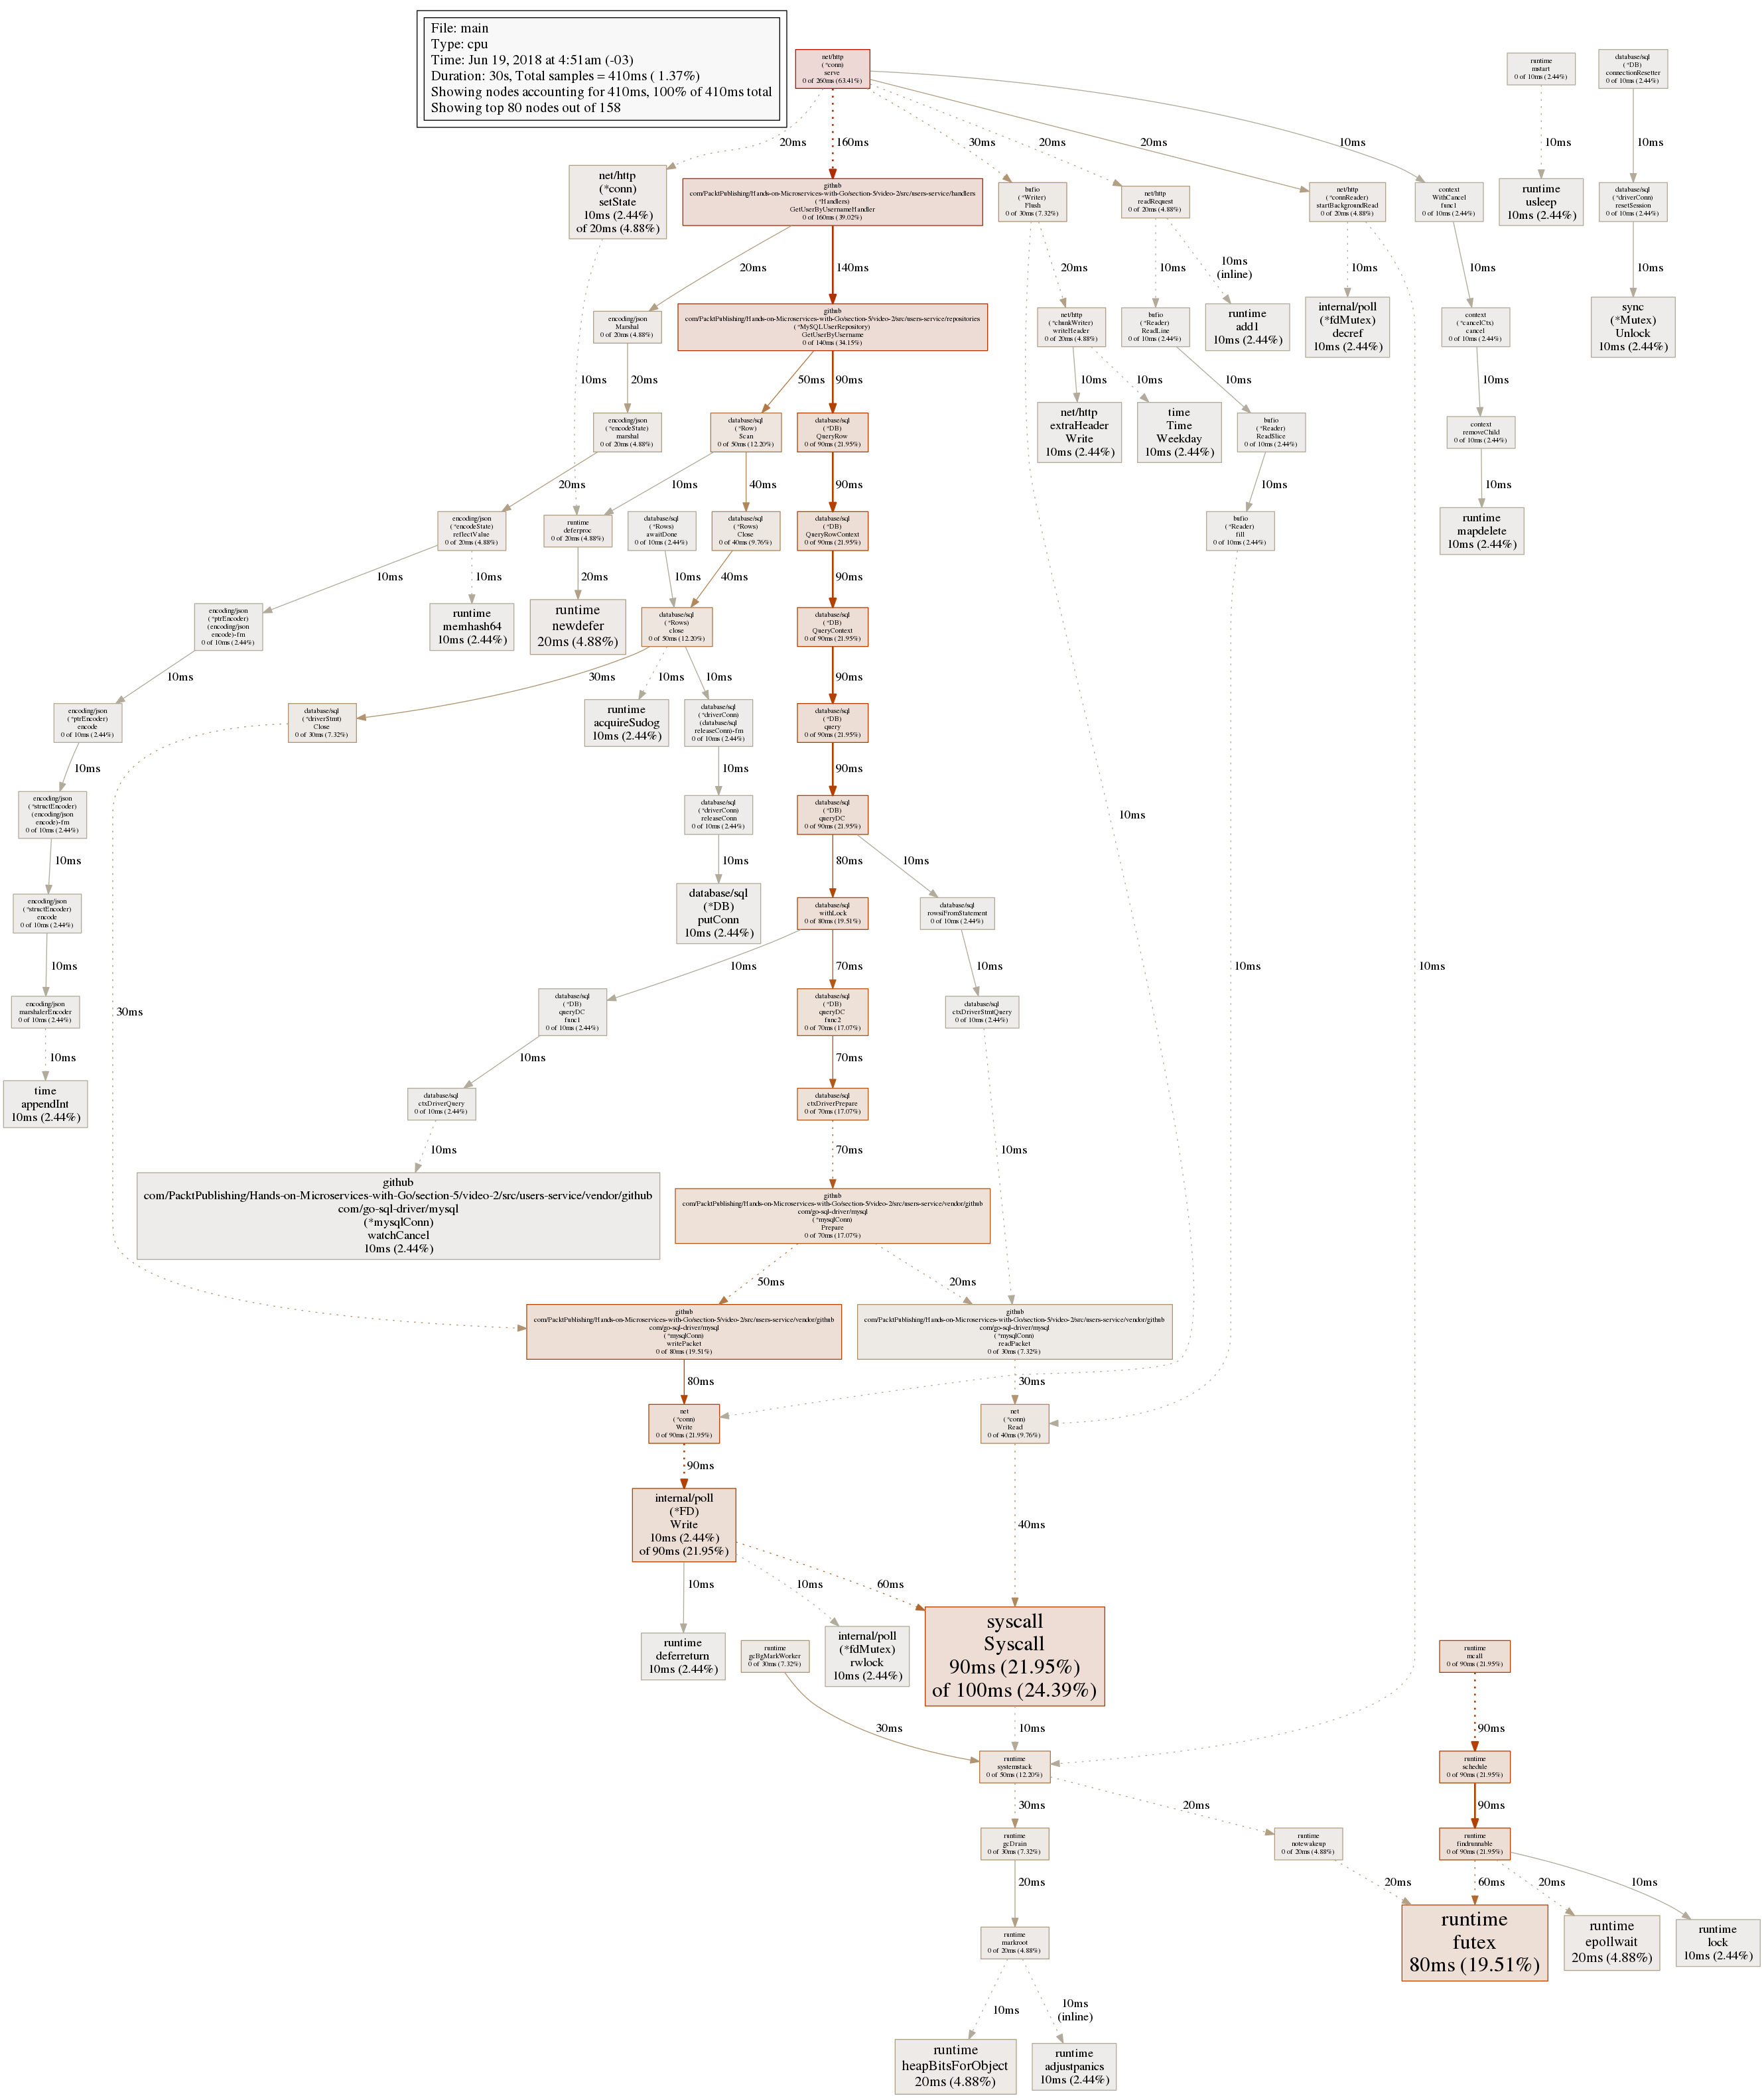 File: main
Type: cpu
Time: Jun 19, 2018 at 4:51am (-03)
Duration: 30s, Total samples = 410ms ( 1.37%)
Showing nodes accounting for 410ms, 100% of 410ms total
Showing top 80 nodes out of 158
net/http
(*conn)
serve
0 of 260ms (63.41%)
runtime
mstart
0 of 10ms (2.44%)
database/sql
(*DB)
connectionResetter
0 of 10ms (2.44%)
20ms
160ms
30ms
20ms
20ms
10ms
10ms
10ms
net/http
(*conn)
setState
10ms (2.44%)
of 20ms (4.88%)
github
com/PacktPublishing/Hands-on-Microservices-with-Go/section-5/video-2/src/users-service/handlers
(*Handlers)
GetUserByUsernameHandler
0 of 160ms (39.02%)
bufio
(*Writer)
Flush
0 of 30ms (7.32%)
net/http
readRequest
0 of 20ms (4.88%)
net/http
(*connReader)
startBackgroundRead
0 of 20ms (4.88%)
context
WithCancel
func1
0 of 10ms (2.44%)
runtime
usleep
10ms (2.44%)
database/sql
(*driverConn)
resetSession
0 of 10ms (2.44%)
20ms
140ms
20ms
10ms
10ms
(inline)
10ms
10ms
10ms
encoding/json
Marshal
0 of 20ms (4.88%)
github
com/PacktPublishing/Hands-on-Microservices-with-Go/section-5/video-2/src/users-service/repositories
(*MySQLUserRepository)
GetUserByUsername
0 of 140ms (34.15%)
net/http
(*chunkWriter)
writeHeader
0 of 20ms (4.88%)
bufio
(*Reader)
ReadLine
0 of 10ms (2.44%)
runtime
add1
10ms (2.44%)
internal/poll
(*fdMutex)
decref
10ms (2.44%)
context
(*cancelCtx)
cancel
0 of 10ms (2.44%)
sync
(*Mutex)
Unlock
10ms (2.44%)
10ms
20ms
50ms
90ms
10ms
10ms
10ms
10ms
encoding/json
(*encodeState)
marshal
0 of 20ms (4.88%)
database/sql
(*Row)
Scan
0 of 50ms (12.20%)
database/sql
(*DB)
QueryRow
0 of 90ms (21.95%)
net/http
extraHeader
Write
10ms (2.44%)
time
Time
Weekday
10ms (2.44%)
bufio
(*Reader)
ReadSlice
0 of 10ms (2.44%)
context
removeChild
0 of 10ms (2.44%)
20ms
10ms
40ms
90ms
10ms
10ms
encoding/json
(*encodeState)
reflectValue
0 of 20ms (4.88%)
runtime
deferproc
0 of 20ms (4.88%)
database/sql
(*Rows)
awaitDone
0 of 10ms (2.44%)
database/sql
(*Rows)
Close
0 of 40ms (9.76%)
database/sql
(*DB)
QueryRowContext
0 of 90ms (21.95%)
bufio
(*Reader)
fill
0 of 10ms (2.44%)
runtime
mapdelete
10ms (2.44%)
10ms
10ms
20ms
10ms
40ms
90ms
encoding/json
(*ptrEncoder)
(encoding/json
encode)-fm
0 of 10ms (2.44%)
runtime
memhash64
10ms (2.44%)
runtime
newdefer
20ms (4.88%)
database/sql
(*Rows)
close
0 of 50ms (12.20%)
database/sql
(*DB)
QueryContext
0 of 90ms (21.95%)
10ms
30ms
10ms
10ms
90ms
encoding/json
(*ptrEncoder)
encode
0 of 10ms (2.44%)
database/sql
(*driverStmt)
Close
0 of 30ms (7.32%)
runtime
acquireSudog
10ms (2.44%)
database/sql
(*driverConn)
(database/sql
releaseConn)-fm
0 of 10ms (2.44%)
database/sql
(*DB)
query
0 of 90ms (21.95%)
10ms
10ms
90ms
encoding/json
(*structEncoder)
(encoding/json
encode)-fm
0 of 10ms (2.44%)
database/sql
(*driverConn)
releaseConn
0 of 10ms (2.44%)
database/sql
(*DB)
queryDC
0 of 90ms (21.95%)
10ms
10ms
10ms
80ms
10ms
encoding/json
(*structEncoder)
encode
0 of 10ms (2.44%)
database/sql
(*DB)
putConn
10ms (2.44%)
database/sql
withLock
0 of 80ms (19.51%)
database/sql
rowsiFromStatement
0 of 10ms (2.44%)
10ms
10ms
70ms
10ms
10ms
10ms
encoding/json
marshalerEncoder
0 of 10ms (2.44%)
30ms
database/sql
(*DB)
queryDC
func1
0 of 10ms (2.44%)
database/sql
(*DB)
queryDC
func2
0 of 70ms (17.07%)
database/sql
ctxDriverStmtQuery
0 of 10ms (2.44%)
10ms
10ms
70ms
time
appendInt
10ms (2.44%)
database/sql
ctxDriverQuery
0 of 10ms (2.44%)
database/sql
ctxDriverPrepare
0 of 70ms (17.07%)
10ms
70ms
10ms
github
com/PacktPublishing/Hands-on-Microservices-with-Go/section-5/video-2/src/users-service/vendor/github
com/go-sql-driver/mysql
(*mysqlConn)
watchCancel
10ms (2.44%)
github
com/PacktPublishing/Hands-on-Microservices-with-Go/section-5/video-2/src/users-service/vendor/github
com/go-sql-driver/mysql
(*mysqlConn)
Prepare
0 of 70ms (17.07%)
50ms
20ms
github
com/PacktPublishing/Hands-on-Microservices-with-Go/section-5/video-2/src/users-service/vendor/github
com/go-sql-driver/mysql
(*mysqlConn)
writePacket
0 of 80ms (19.51%)
github
com/PacktPublishing/Hands-on-Microservices-with-Go/section-5/video-2/src/users-service/vendor/github
com/go-sql-driver/mysql
(*mysqlConn)
readPacket
0 of 30ms (7.32%)
80ms
30ms
net
(*conn)
Write
0 of 90ms (21.95%)
net
(*conn)
Read
0 of 40ms (9.76%)
90ms
internal/poll
(*FD)
Write
10ms (2.44%)
of 90ms (21.95%)
40ms
10ms
10ms
60ms
runtime
deferreturn
10ms (2.44%)
runtime
gcBgMarkWorker
0 of 30ms (7.32%)
internal/poll
(*fdMutex)
rwlock
10ms (2.44%)
syscall
Syscall
90ms (21.95%)
of 100ms (24.39%)
runtime
mcall
0 of 90ms (21.95%)
30ms
10ms
90ms
runtime
systemstack
0 of 50ms (12.20%)
runtime
schedule
0 of 90ms (21.95%)
30ms
20ms
90ms
runtime
gcDrain
0 of 30ms (7.32%)
runtime
notewakeup
0 of 20ms (4.88%)
runtime
findrunnable
0 of 90ms (21.95%)
20ms
20ms
60ms
20ms
10ms
runtime
markroot
0 of 20ms (4.88%)
runtime
futex
80ms (19.51%)
runtime
epollwait
20ms (4.88%)
runtime
lock
10ms (2.44%)
10ms
10ms
(inline)
runtime
heapBitsForObject
20ms (4.88%)
runtime
adjustpanics
10ms (2.44%)